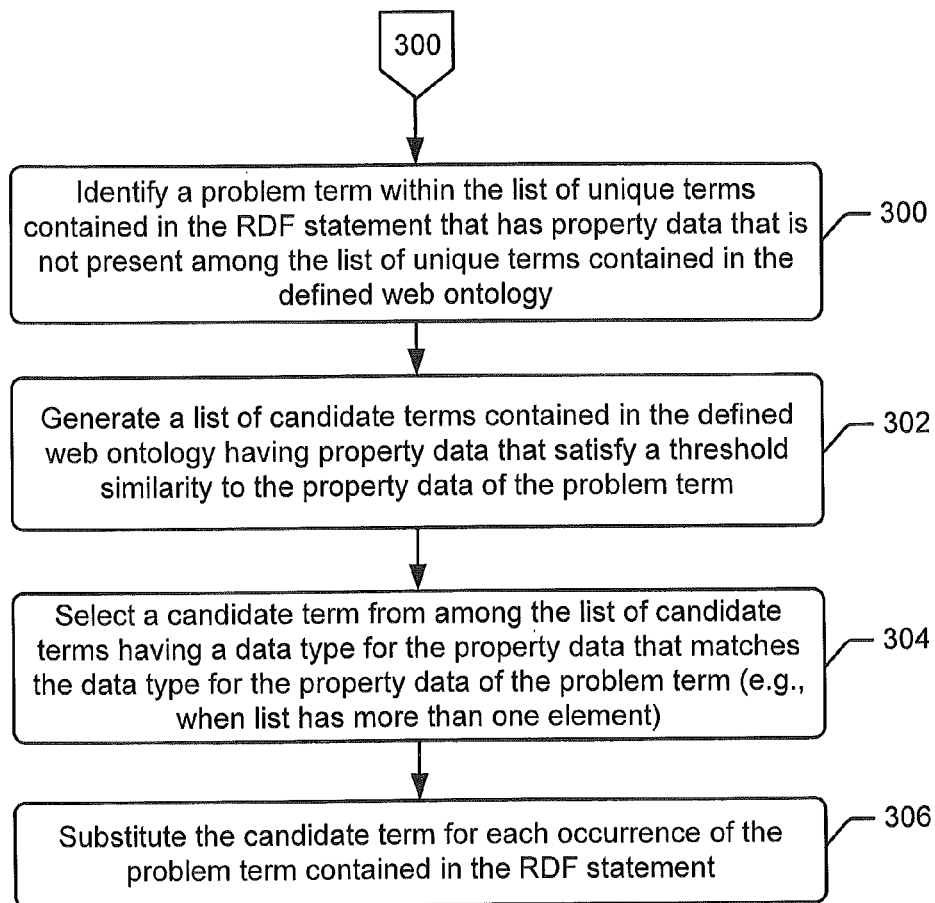 300
Identify a problem term within the list of unique terms
contained in the RDF statement that has property data that is
not present among the list of unique terms contained in the
defined web ontology
300
Generate a list of candidate terms contained in the defined
web ontology having property data that satisfy a threshold
similarity to the property data of the problem term
302
Select a candidate term from among the list of candidate
terms having a data type for the property data that matches
the data type for the property data of the problem term (e.g.,
when list has more than one element)
304
Substitute the candidate term for each occurrence of the
problem term contained in the RDF statement
306